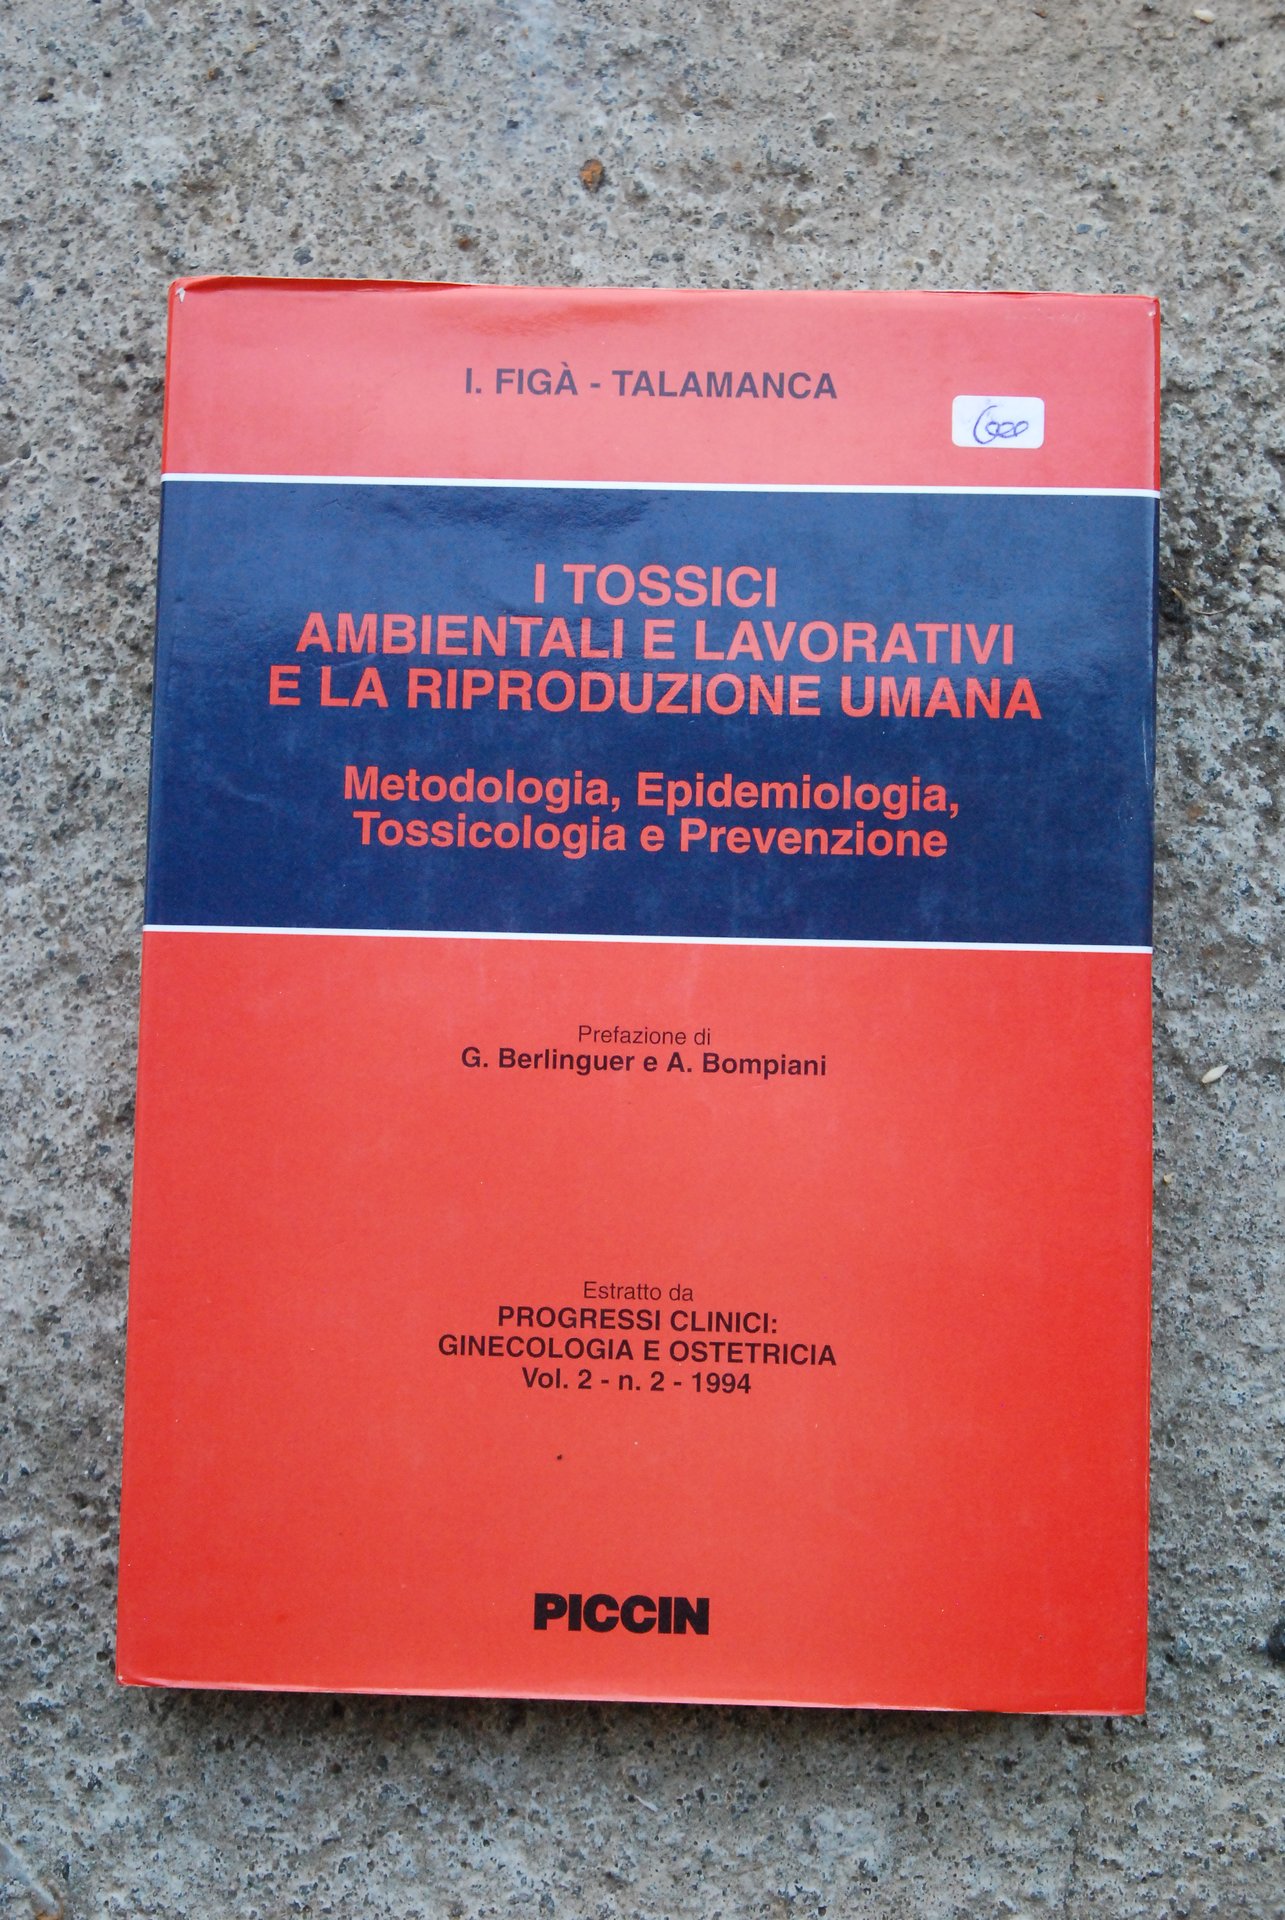 I. FIGÀ - TALAMANCA
I TOSSICI
AMBIENTALI E LAVORATIVI
E LA RIPRODUZIONE UMANA
Metodologia, Epidemiologia,
Tossicologia e Prevenzione
Prefazione di
G. Berlinguer e A. Bompiani
Estratto da
PROGRESSI CLINICI:
GINECOLOGIA E OSTETRICIA
Vol. 2 - n. 2 - 1994
PICCIN